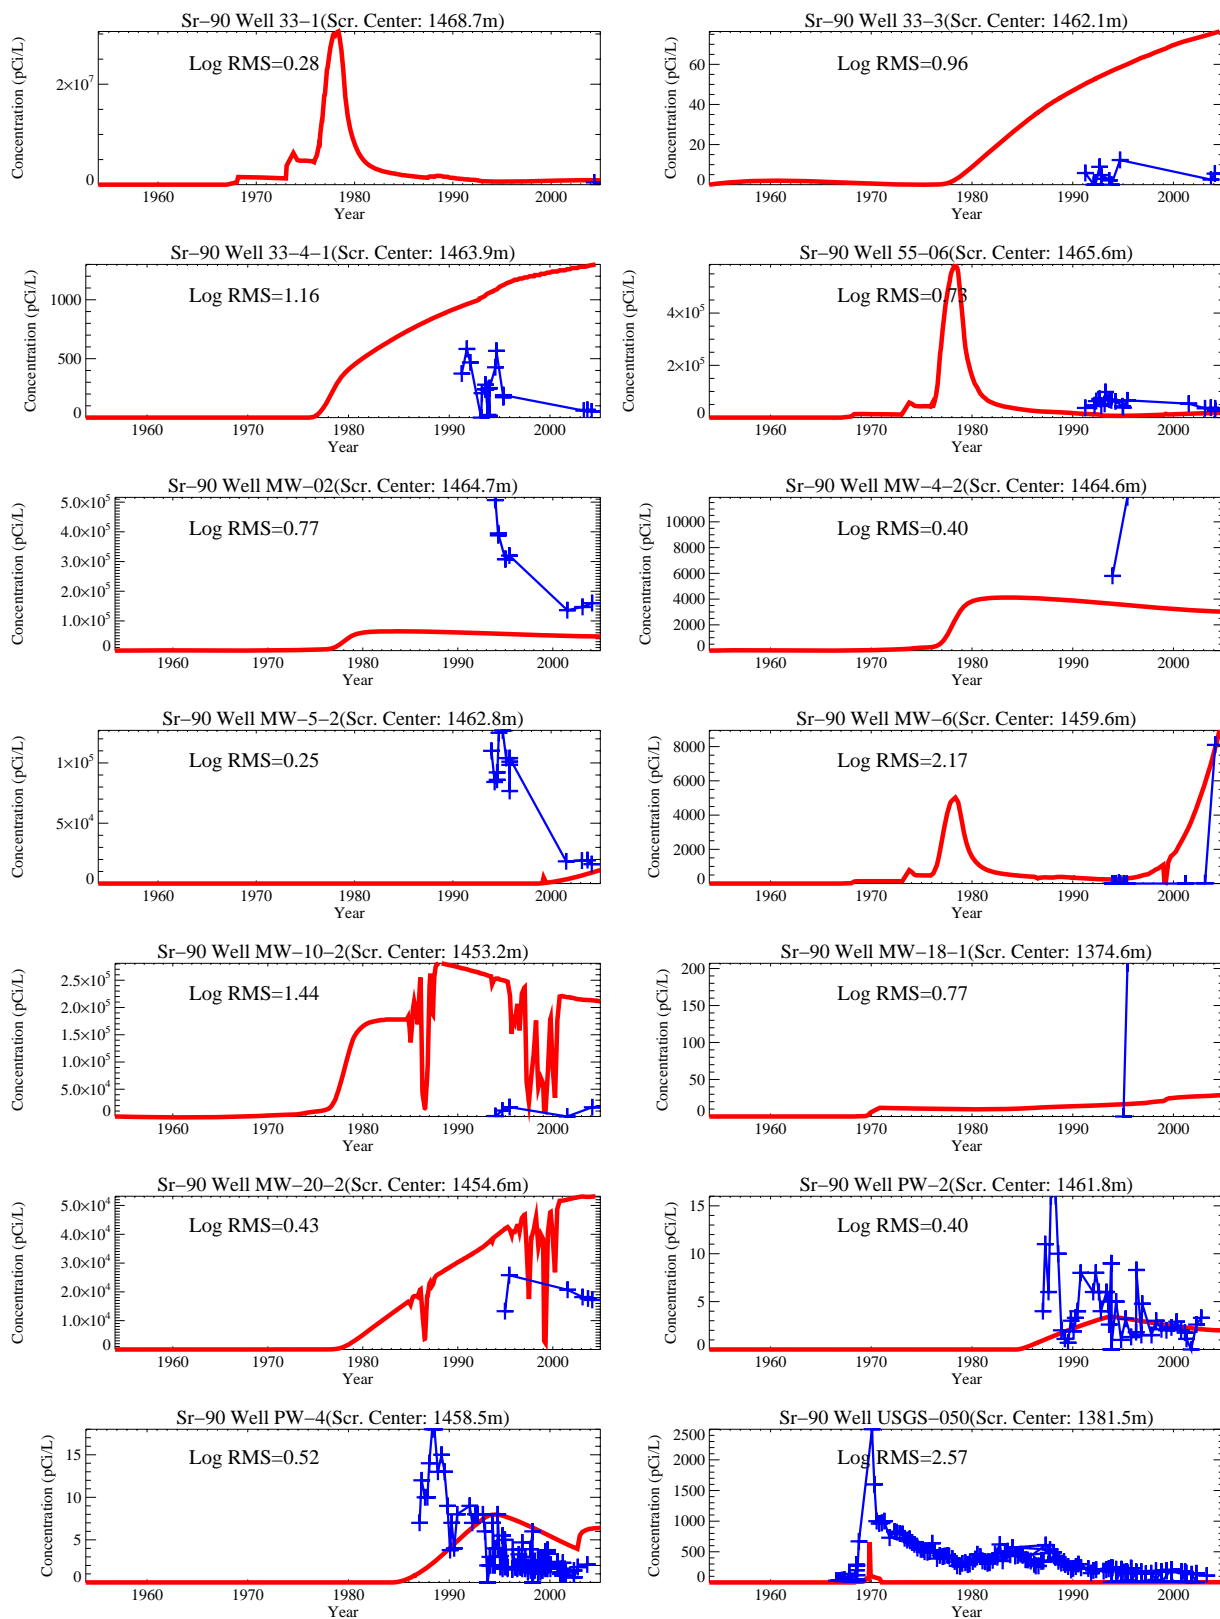 Sr−90 Well 33−1(Scr. Center: 1468.7m)
Concentration (pCi/L)
2×10⁷
0
Log RMS=0.28
1960 1970 1980 1990 2000
Year
Sr−90 Well 33−3(Scr. Center: 1462.1m)
Concentration (pCi/L)
60
40
20
0
Log RMS=0.96
1960 1970 1980 1990 2000
Year
Sr−90 Well 33−4−1(Scr. Center: 1463.9m)
Concentration (pCi/L)
1000
500
0
Log RMS=1.16
1960 1970 1980 1990 2000
Year
Sr−90 Well 55−06(Scr. Center: 1465.6m)
Concentration (pCi/L)
4×10⁵
2×10⁵
0
Log RMS=0.73
1960 1970 1980 1990 2000
Year
Sr−90 Well MW−02(Scr. Center: 1464.7m)
Concentration (pCi/L)
5.0×10⁵
4.0×10⁵
3.0×10⁵
2.0×10⁵
1.0×10⁵
0
Log RMS=0.77
1960 1970 1980 1990 2000
Year
Sr−90 Well MW−4−2(Scr. Center: 1464.6m)
Concentration (pCi/L)
10000
8000
6000
4000
2000
0
Log RMS=0.40
1960 1970 1980 1990 2000
Year
Sr−90 Well MW−5−2(Scr. Center: 1462.8m)
Concentration (pCi/L)
1×10⁵
5×10⁴
0
Log RMS=0.25
1960 1970 1980 1990 2000
Year
Sr−90 Well MW−6(Scr. Center: 1459.6m)
Concentration (pCi/L)
8000
6000
4000
2000
0
Log RMS=2.17
1960 1970 1980 1990 2000
Year
Sr−90 Well MW−10−2(Scr. Center: 1453.2m)
Concentration (pCi/L)
2.5×10⁵
2.0×10⁵
1.5×10⁵
1.0×10⁵
5.0×10⁴
0
Log RMS=1.44
1960 1970 1980 1990 2000
Year
Sr−90 Well MW−18−1(Scr. Center: 1374.6m)
Concentration (pCi/L)
200
150
100
50
0
Log RMS=0.77
1960 1970 1980 1990 2000
Year
Sr−90 Well MW−20−2(Scr. Center: 1454.6m)
Concentration (pCi/L)
5.0×10⁴
4.0×10⁴
3.0×10⁴
2.0×10⁴
1.0×10⁴
0
Log RMS=0.43
1960 1970 1980 1990 2000
Year
Sr−90 Well PW−2(Scr. Center: 1461.8m)
Concentration (pCi/L)
15
10
5
0
Log RMS=0.40
1960 1970 1980 1990 2000
Year
Sr−90 Well PW−4(Scr. Center: 1458.5m)
Concentration (pCi/L)
15
10
5
0
Log RMS=0.52
1960 1970 1980 1990 2000
Year
Sr−90 Well USGS−050(Scr. Center: 1381.5m)
Concentration (pCi/L)
2500
2000
1500
1000
500
0
Log RMS=2.57
1960 1970 1980 1990 2000
Year